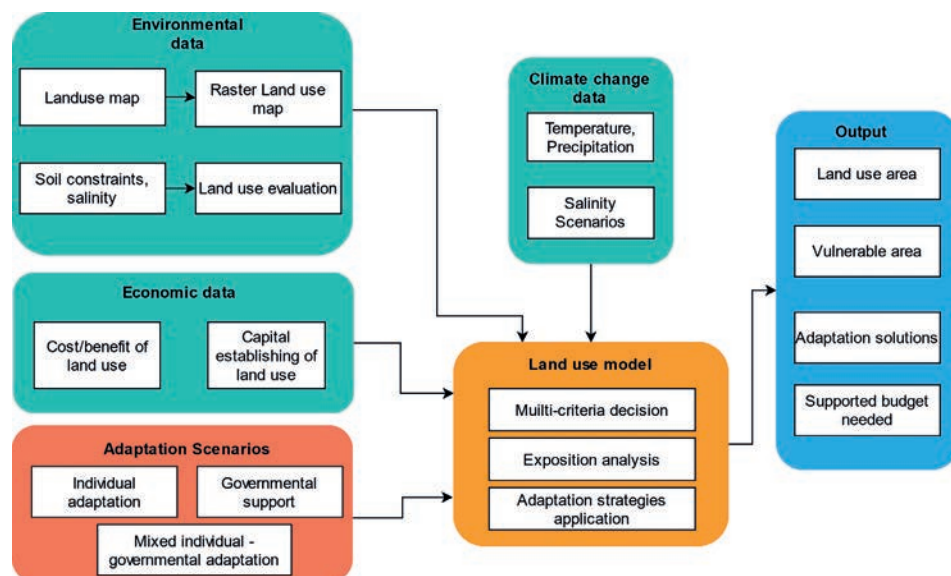 Environmental
data
Landuse map
Raster Land use
map
Soil constraints,
salinity
Land use evaluation
Climate change
data
Temperature,
Precipitation
Salinity
Scenarios
Output
Land use area
Vulnerable area
Adaptation solutions
Supported budget
needed
Economic data
Cost/benefit of
land use
Capital
establishing of
land use
Land use model
Muilti-criteria decision
Exposition analysis
Adaptation strategies
application
Adaptation Scenarios
Individual
adaptation
Governmental
support
Mixed individual -
governmental adaptation